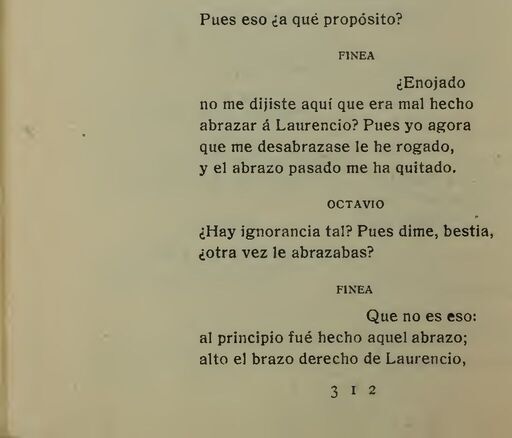 Pues eso ¿a qué propósito?
FINEA
¿Enojado
no me dijiste aquí que era mal hecho
abrazar á Laurencio? Pues yo agora
que me desabrazase le he rogado,
y el abrazo pasado me ha quitado.
OCTAVIO
¿Hay ignorancia tal? Pues dime, bestia,
¿otra vez le abrazabas?
FINEA
Que no es eso:
al principio fué hecho aquel abrazo;
alto el brazo derecho de Laurencio,
3 1 2